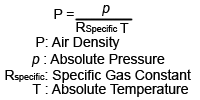 P = p
RSpecific T
P: Air Density
p : Absolute Pressure
Rspecific: Specific Gas Constant
T : Absolute Temperature